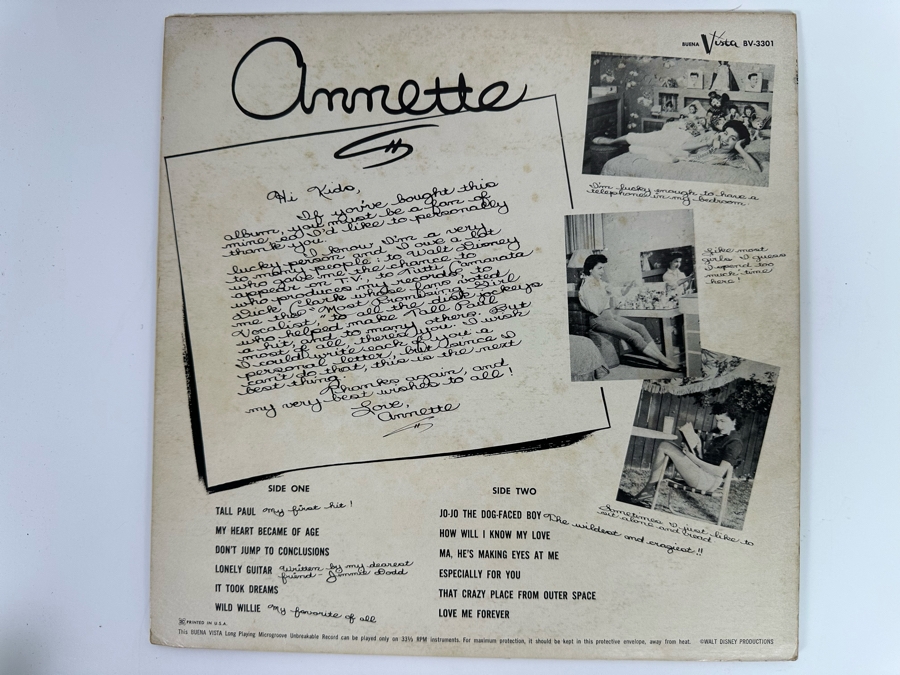 BUENA Vista BV-3301
Annette
Hi Kids,
If you've bought this
album, you must be a fan of
mine, so I'd like to personally
thank you.
I know I'm a very
lucky person and I owe a lot
to many people: to Walt Disney
who gave me the chance to
appear on T.V., to Tutti Camarata
who produces my records, to
Dick Clark whose fans voted
me the "Most Promising Girl
Vocalist," to all the disk jockeys
who helped make Tall Paul
a hit, and to many others. But
most of all, there's you. I wish
I could write each of you a
personal letter, but since I
can't do that, this is the next
best thing.
Thanks again, and
my very best wishes to all!
Love,
Annette
I'm lucky enough to have a
telephone in my bedroom
Like most
girls I guess
I spend too
much time
here!
Sometimes I just like to
sit alone and read
SIDE ONE
TALL PAUL my first hit!
MY HEART BECAME OF AGE
DON'T JUMP TO CONCLUSIONS
LONELY GUITAR written by my dearest
friend - Jimmie Dodd
IT TOOK DREAMS
WILD WILLIE my favorite of all
SIDE TWO
JO-JO THE DOG-FACED BOY The wildest and craziest!!
HOW WILL I KNOW MY LOVE
MA, HE'S MAKING EYES AT ME
ESPECIALLY FOR YOU
THAT CRAZY PLACE FROM OUTER SPACE
LOVE ME FOREVER
PRINTED IN U.S.A.
This BUENA VISTA Long Playing Microgroove Unbreakable Record can be played only on 33⅓ RPM instruments. For maximum protection, it should be kept in this protective envelope, away from heat. ©WALT DISNEY PRODUCTIONS